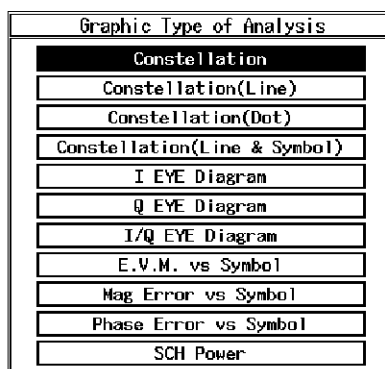 Graphic Type of Analysis
Constellation
Constellation(Line)
Constellation(Dot)
Constellation(Line & Symbol)
I EYE Diagram
Q EYE Diagram
I/Q EYE Diagram
E.V.M. vs Symbol
Mag Error vs Symbol
Phase Error vs Symbol
SCH Power